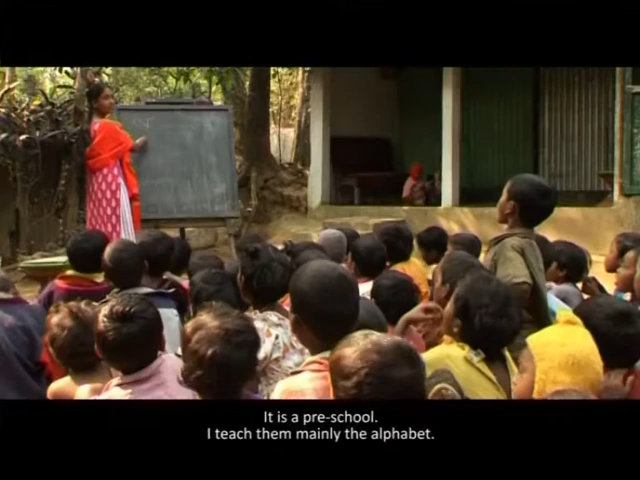 It is a pre-school.
I teach them mainly the alphabet.